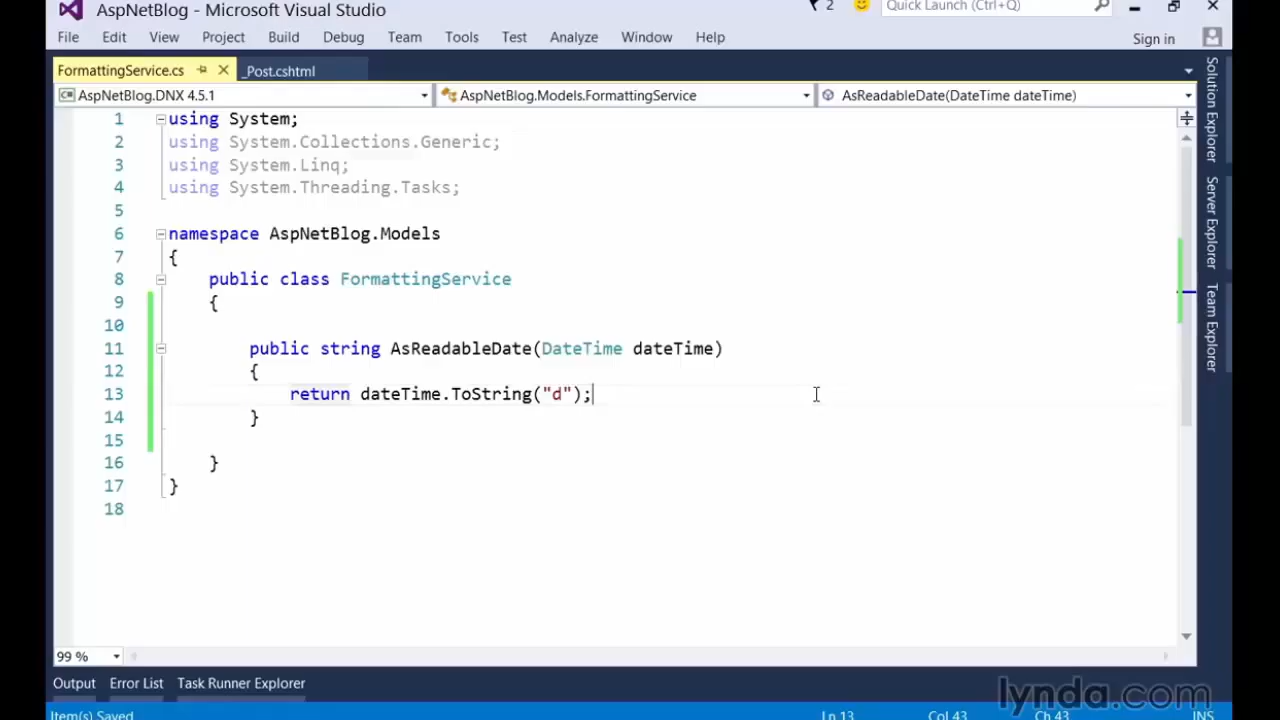 AspNetBlog - Microsoft Visual Studio
2
Quick Launch (Ctrl+Q)
File Edit View Project Build Debug Team Tools Test Analyze Window Help
Sign in
FormattingService.cs
_Post.cshtml
AspNetBlog.DNX 4.5.1
AspNetBlog.Models.FormattingService
AsReadableDate(DateTime dateTime)
1 using System;
2 using System.Collections.Generic;
3 using System.Linq;
4 using System.Threading.Tasks;
5
6 namespace AspNetBlog.Models
7 {
8 public class FormattingService
9 {
10
11 public string AsReadableDate(DateTime dateTime)
12 {
13 return dateTime.ToString("d");
14 }
15
16 }
17 }
18
Solution Explorer
Server Explorer
Team Explorer
99 %
Output Error List Task Runner Explorer
lynda.com
Item(s) Saved Ln 13 Col 43 Ch 43 INS